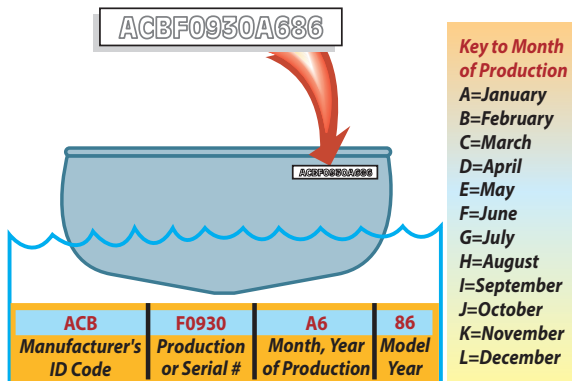 ACBF0930A686
ACBF0930A686
ACB
Manufacturer's
ID Code
F0930
Production
or Serial #
A6
Month, Year
of Production
86
Model
Year
Key to Month
of Production
A=January
B=February
C=March
D=April
E=May
F=June
G=July
H=August
I=September
J=October
K=November
L=December